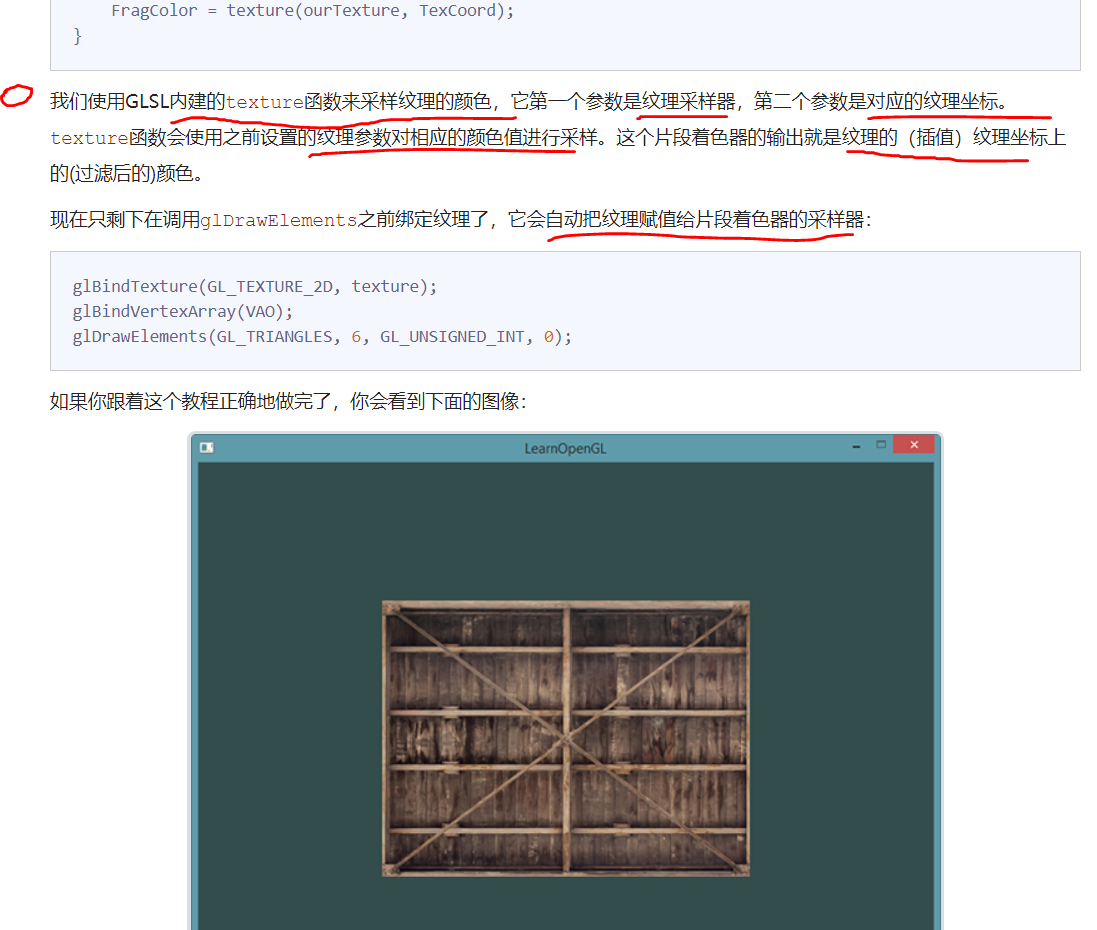 FragColor = texture(ourTexture, TexCoord);
}
我们使用GLSL内建的texture函数来采样纹理的颜色，它第一个参数是纹理采样器，第二个参数是对应的纹理坐标。
texture函数会使用之前设置的纹理参数对相应的颜色值进行采样。这个片段着色器的输出就是纹理的（插值）纹理坐标上
的(过滤后的)颜色。
现在只剩下在调用glDrawElements之前绑定纹理了，它会自动把纹理赋值给片段着色器的采样器：
glBindTexture(GL_TEXTURE_2D, texture);
glBindVertexArray(VAO);
glDrawElements(GL_TRIANGLES, 6, GL_UNSIGNED_INT, 0);
如果你跟着这个教程正确地做完了，你会看到下面的图像：
LearnOpenGL